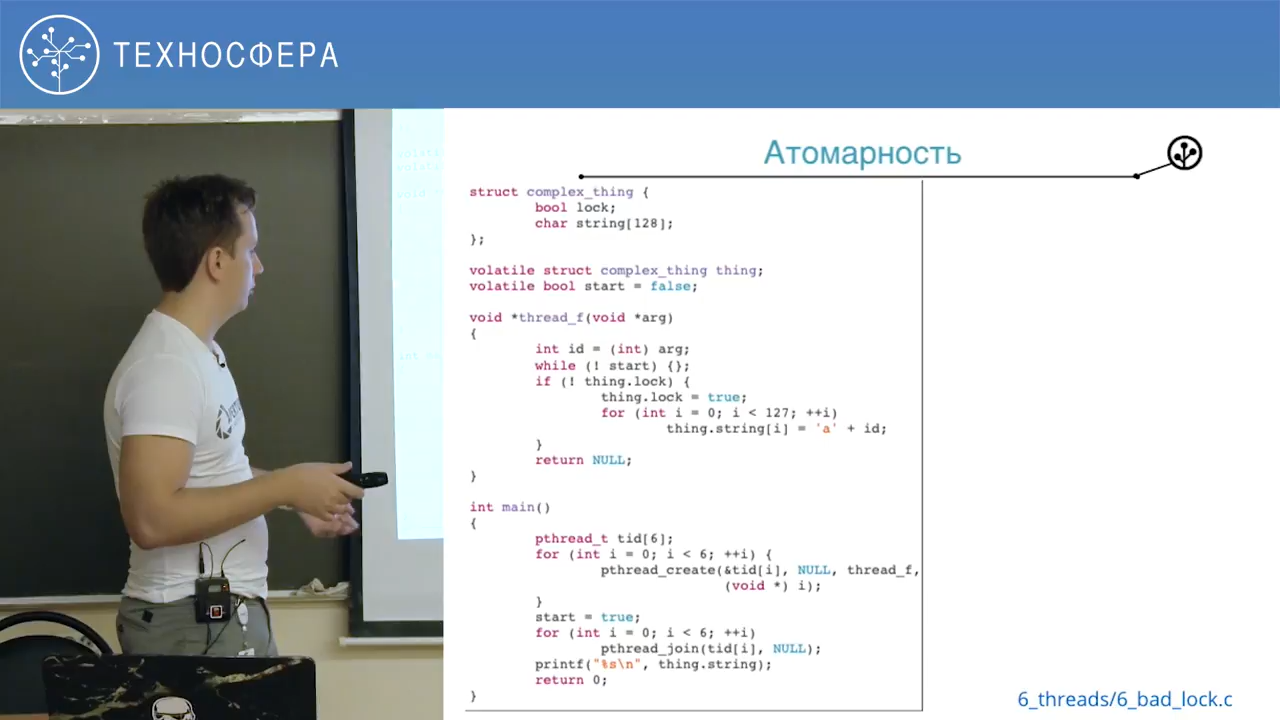 ТЕХНОСФЕРА
Атомарность
struct complex_thing {
bool lock;
char string[128];
};
volatile struct complex_thing thing;
volatile bool start = false;
void *thread_f(void *arg)
{
int id = (int) arg;
while (! start) {};
if (! thing.lock) {
thing.lock = true;
for (int i = 0; i < 127; ++i)
thing.string[i] = 'a' + id;
}
return NULL;
}
int main()
{
pthread_t tid[6];
for (int i = 0; i < 6; ++i) {
pthread_create(&tid[i], NULL, thread_f,
(void *) i);
}
start = true;
for (int i = 0; i < 6; ++i)
pthread_join(tid[i], NULL);
printf("%s\n", thing.string);
return 0;
}
6_threads/6_bad_lock.c